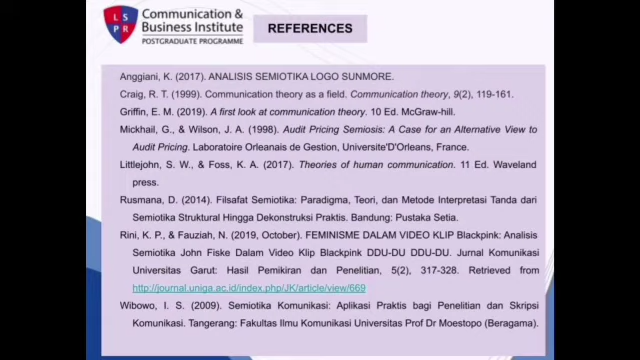 LS
PR
Communication &
Business Institute
POSTGRADUATE PROGRAMME
REFERENCES
Anggiani, K. (2017). ANALISIS SEMIOTIKA LOGO SUNMORE.
Craig, R. T. (1999). Communication theory as a field. Communication theory, 9(2), 119-161.
Griffin, E. M. (2019). A first look at communication theory. 10 Ed. McGraw-hill.
Mickhail, G., & Wilson, J. A. (1998). Audit Pricing Semiosis: A Case for an Alternative View to
Audit Pricing. Laboratoire Orleanais de Gestion, Universite'D'Orleans, France.
Littlejohn, S. W., & Foss, K. A. (2017). Theories of human communication. 11 Ed. Waveland
press.
Rusmana, D. (2014). Filsafat Semiotika: Paradigma, Teori, dan Metode Interpretasi Tanda dari
Semiotika Struktural Hingga Dekonstruksi Praktis. Bandung: Pustaka Setia.
Rini, K. P., & Fauziah, N. (2019, October). FEMINISME DALAM VIDEO KLIP Blackpink: Analisis
Semiotika John Fiske Dalam Video Klip Blackpink DDU-DU DDU-DU. Jurnal Komunikasi
Universitas Garut: Hasil Pemikiran dan Penelitian, 5(2), 317-328. Retrieved from
http://journal.uniga.ac.id/index.php/JK/article/view/669
Wibowo, I. S. (2009). Semiotika Komunikasi: Aplikasi Praktis bagi Penelitian dan Skripsi
Komunikasi. Tangerang: Fakultas Ilmu Komunikasi Universitas Prof Dr Moestopo (Beragama).